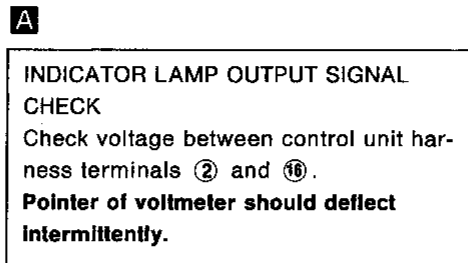 A
INDICATOR LAMP OUTPUT SIGNAL
CHECK
Check voltage between control unit har-
ness terminals ② and ⑯.
Pointer of voltmeter should deflect
intermittently.